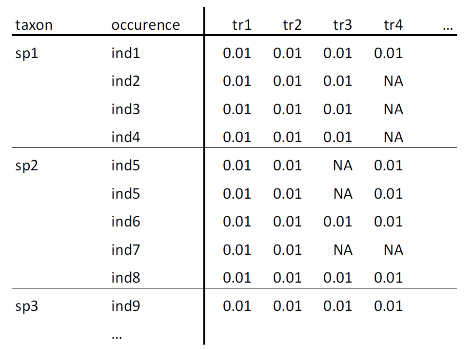 taxon occurence tr1 tr2 tr3 tr4 ...
sp1 ind1 0.01 0.01 0.01 0.01
ind2 0.01 0.01 0.01 NA
ind3 0.01 0.01 0.01 NA
ind4 0.01 0.01 0.01 NA
sp2 ind5 0.01 0.01 NA 0.01
ind5 0.01 0.01 NA 0.01
ind6 0.01 0.01 0.01 0.01
ind7 0.01 0.01 NA NA
ind8 0.01 0.01 0.01 0.01
sp3 ind9 0.01 0.01 0.01 0.01
...